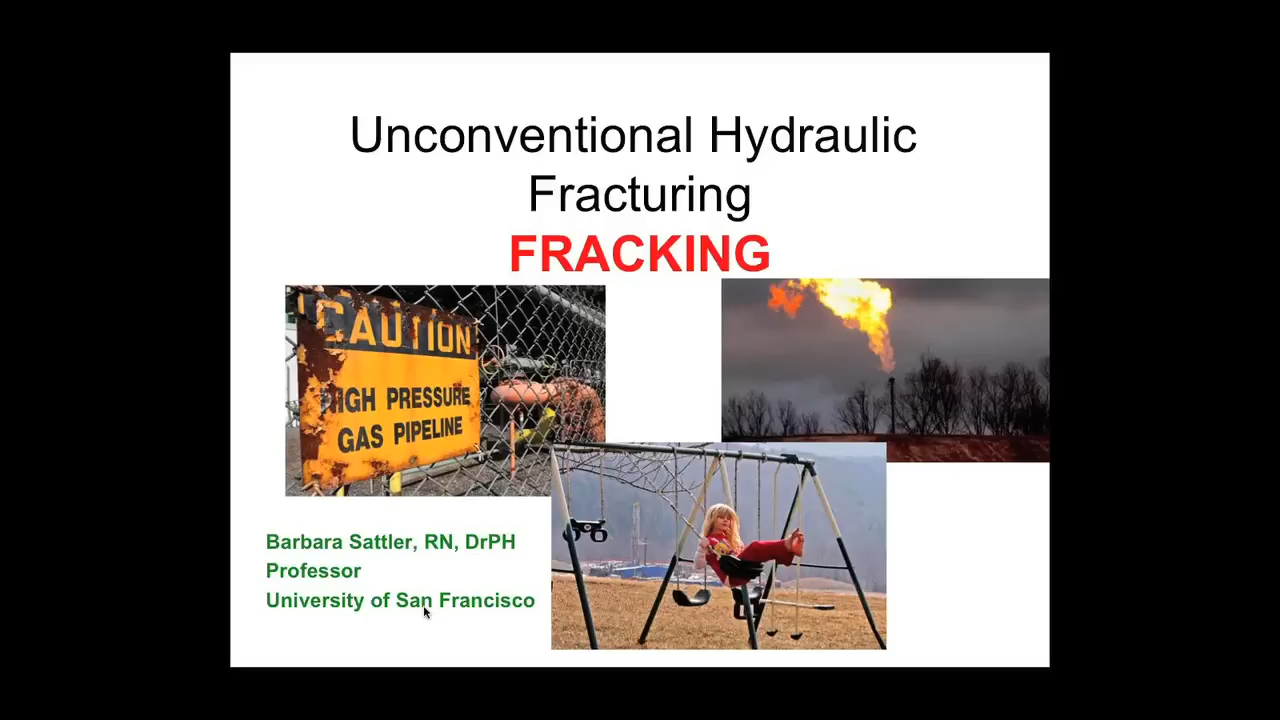 Unconventional Hydraulic
Fracturing
FRACKING
CAUTION
HIGH PRESSURE
GAS PIPELINE
Barbara Sattler, RN, DrPH
Professor
University of San Francisco